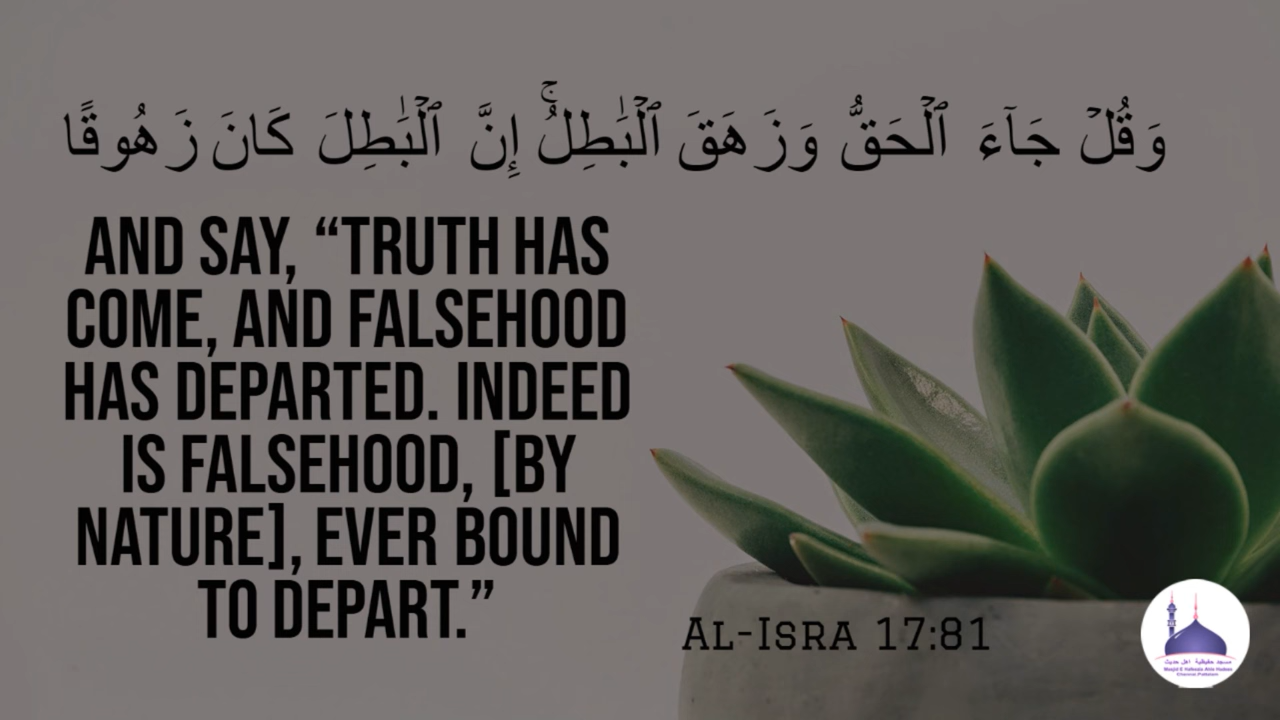 وَقُلْ جَآءَ ٱلْحَقُّ وَزَهَقَ ٱلْبَٰطِلُ ۚ إِنَّ ٱلْبَٰطِلَ كَانَ زَهُوقًا
AND SAY, “TRUTH HAS
COME, AND FALSEHOOD
HAS DEPARTED. INDEED
IS FALSEHOOD, [BY
NATURE], EVER BOUND
TO DEPART.”
AL-ISRA 17:81